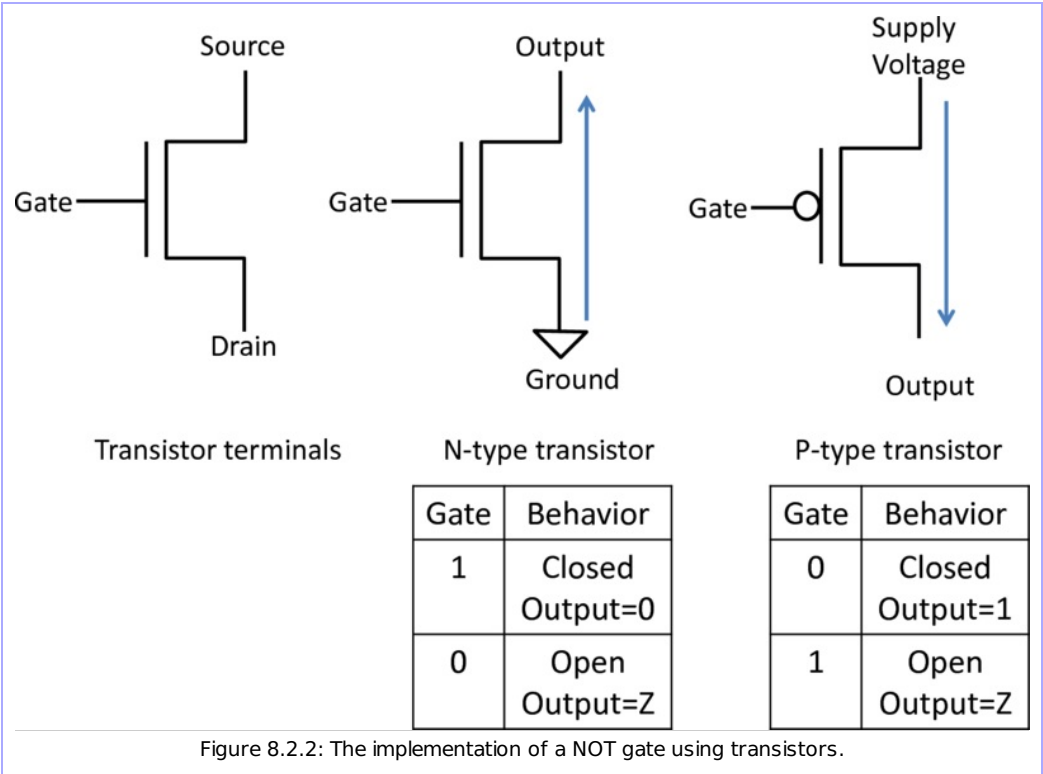 Source
Gate
Drain
Transistor terminals
Output
Gate
Ground
N-type transistor
Gate Behavior
1 Closed
Output=0
0 Open
Output=Z
Supply
Voltage
Gate
Output
P-type transistor
Gate Behavior
0 Closed
Output=1
1 Open
Output=Z
Figure 8.2.2: The implementation of a NOT gate using transistors.